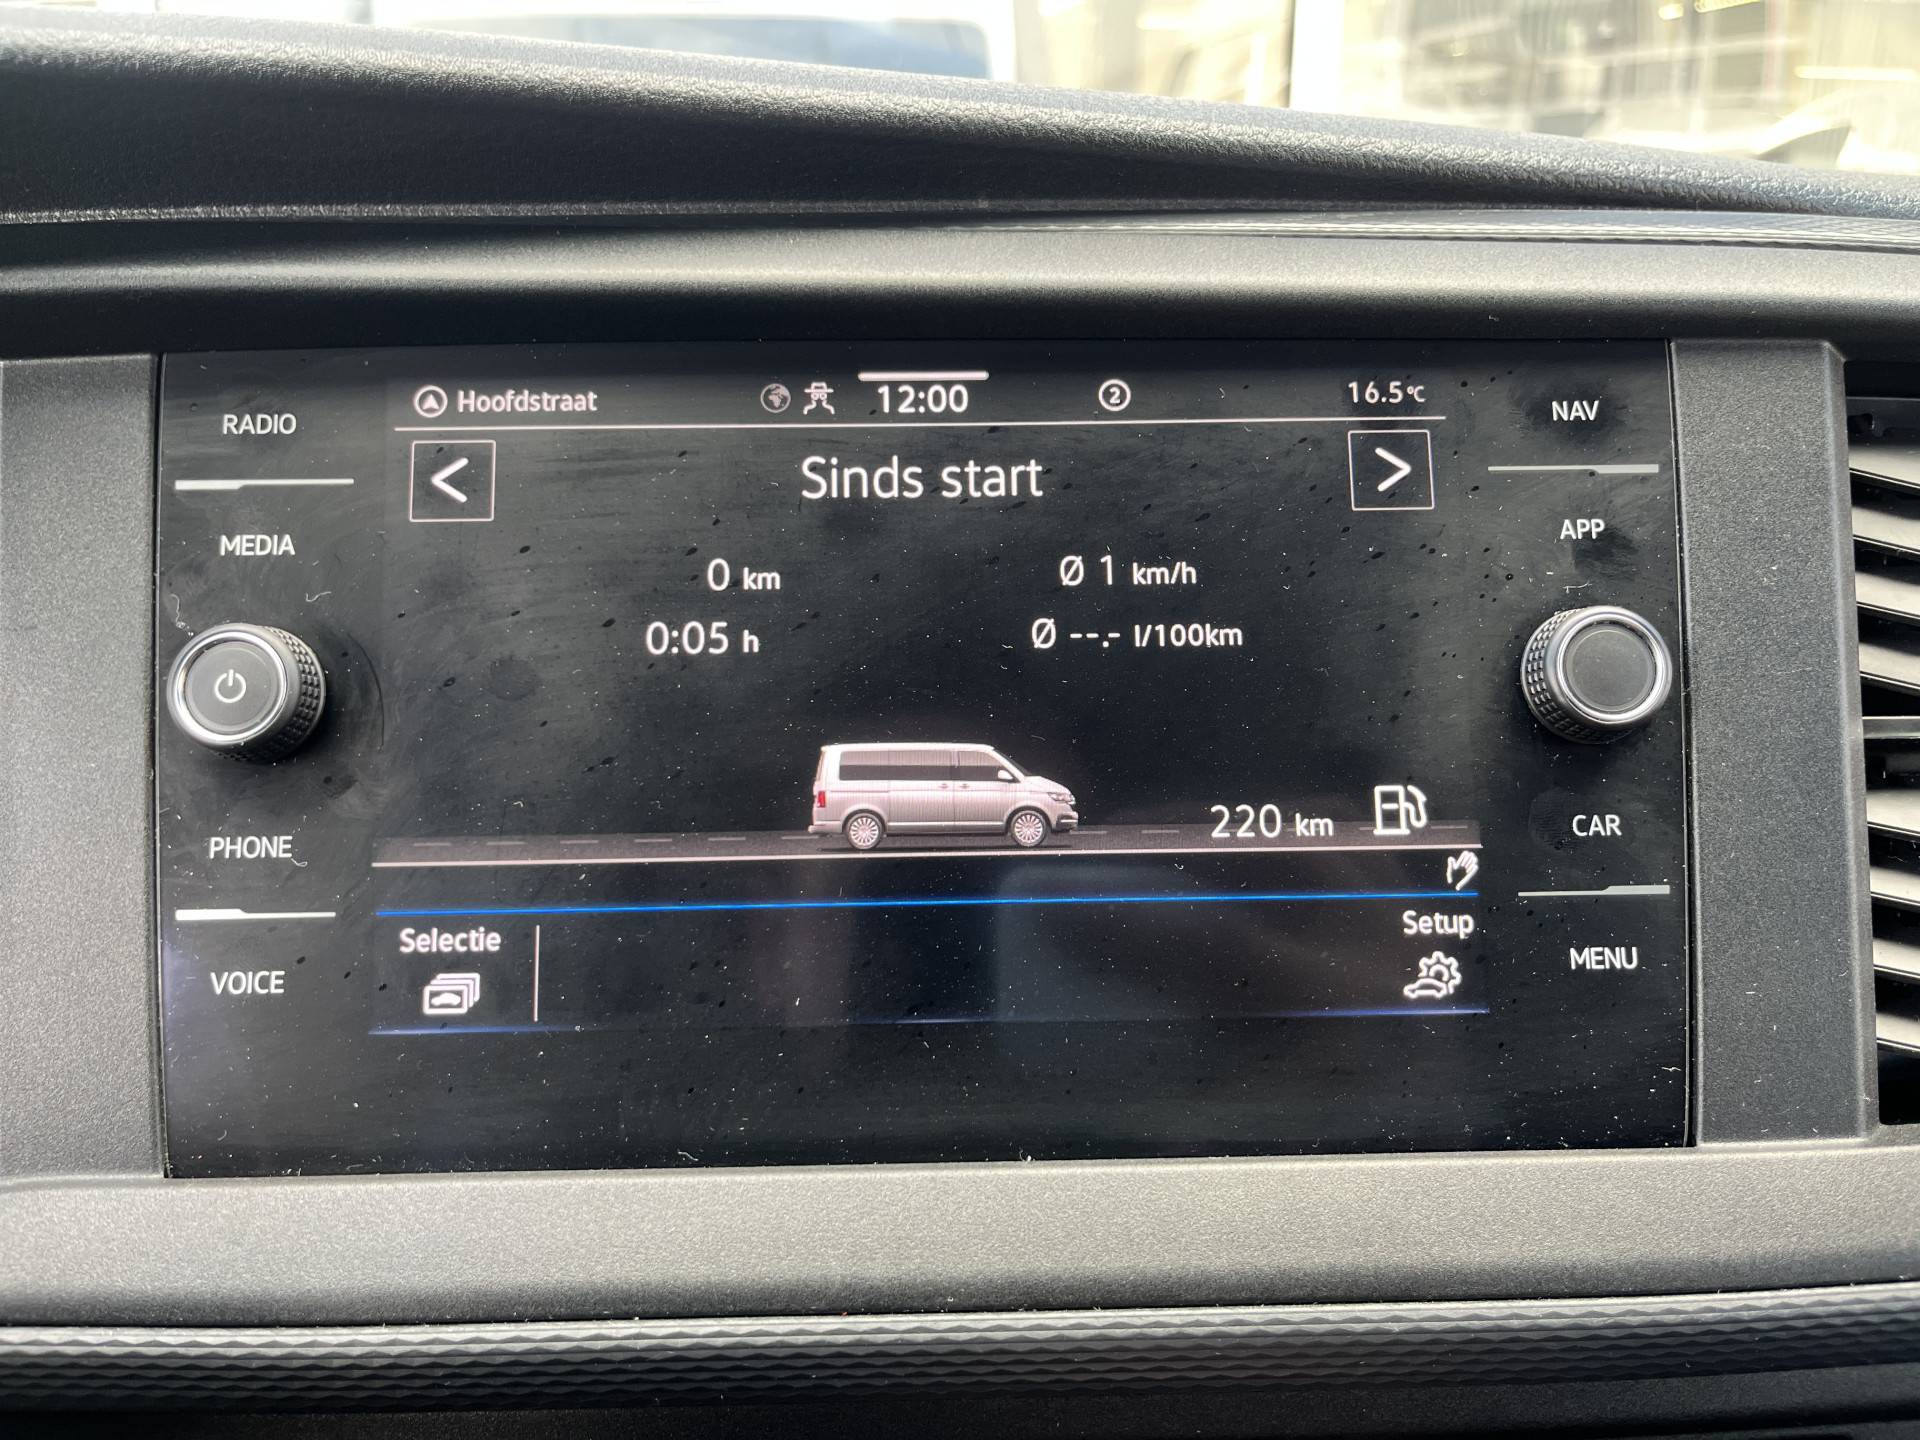 Hoofdstraat
12:00
2
16.5°C
RADIO
MEDIA
PHONE
VOICE
< Sinds start >
0 km
Ø 1 km/h
0:05 h
Ø --.- l/100km
220 km
Selectie
Setup
NAV
APP
CAR
MENU